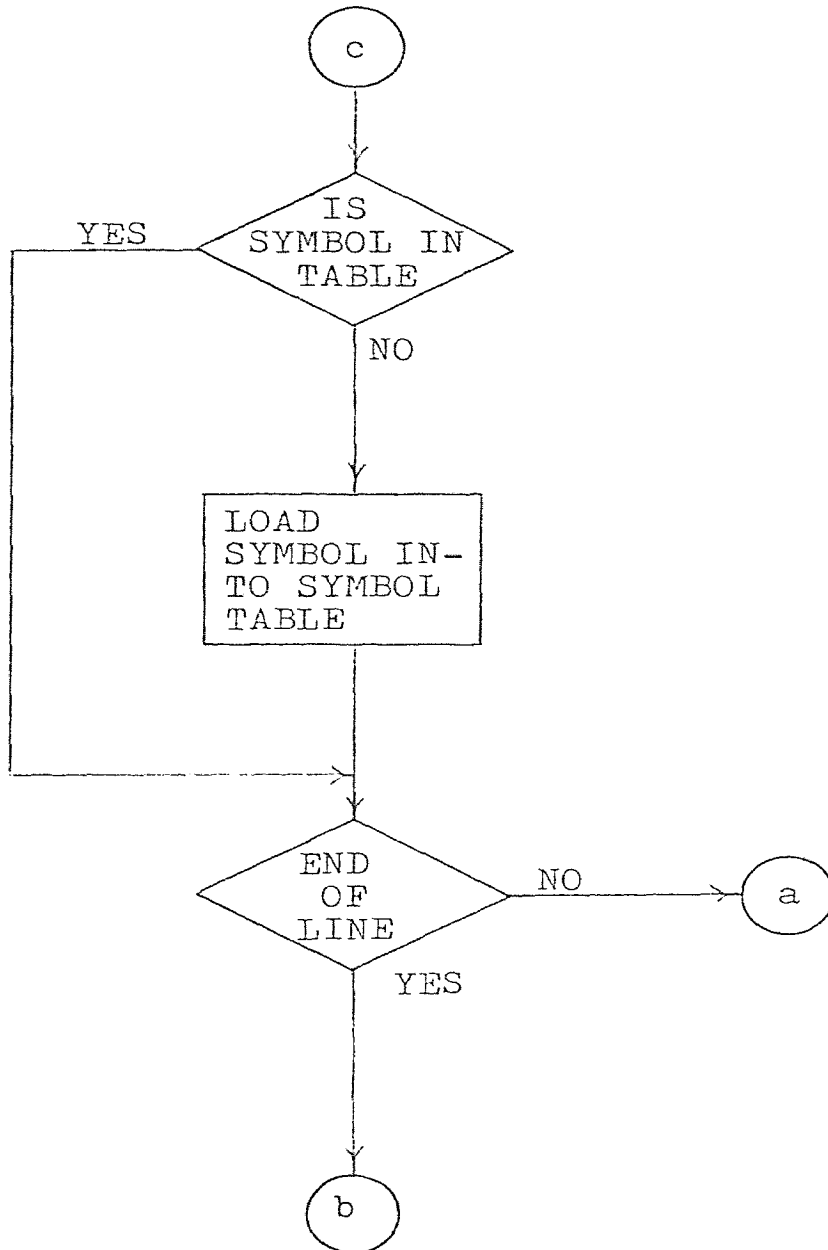 c
IS
SYMBOL IN
TABLE
YES
NO
LOAD
SYMBOL IN-
TO SYMBOL
TABLE
END
OF
LINE
NO
a
YES
b